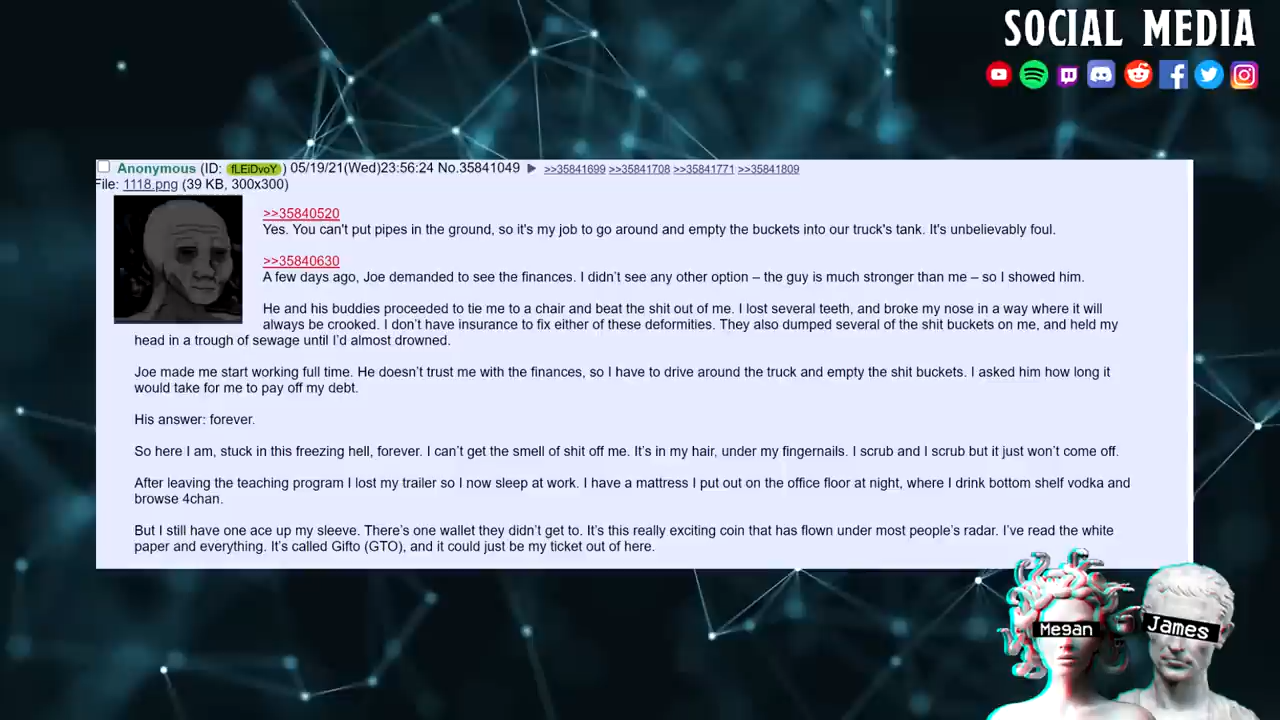 SOCIAL MEDIA
Anonymous (ID: fLEIDvoY) 05/19/21(Wed)23:56:24 No.35841049 ▶ >>35841699 >>35841708 >>35841771 >>35841809
File: 1118.png (39 KB, 300x300)
>>35840520
Yes. You can't put pipes in the ground, so it's my job to go around and empty the buckets into our truck's tank. It's unbelievably foul.
>>35840630
A few days ago, Joe demanded to see the finances. I didn't see any other option – the guy is much stronger than me – so I showed him.
He and his buddies proceeded to tie me to a chair and beat the shit out of me. I lost several teeth, and broke my nose in a way where it will
always be crooked. I don't have insurance to fix either of these deformities. They also dumped several of the shit buckets on me, and held my
head in a trough of sewage until I'd almost drowned.
Joe made me start working full time. He doesn't trust me with the finances, so I have to drive around the truck and empty the shit buckets. I asked him how long it
would take for me to pay off my debt.
His answer: forever.
So here I am, stuck in this freezing hell, forever. I can't get the smell of shit off me. It's in my hair, under my fingernails. I scrub and I scrub but it just won't come off.
After leaving the teaching program I lost my trailer so I now sleep at work. I have a mattress I put out on the office floor at night, where I drink bottom shelf vodka and
browse 4chan.
But I still have one ace up my sleeve. There's one wallet they didn't get to. It's this really exciting coin that has flown under most people's radar. I've read the white
paper and everything. It's called Gifto (GTO), and it could just be my ticket out of here.
Megan
James